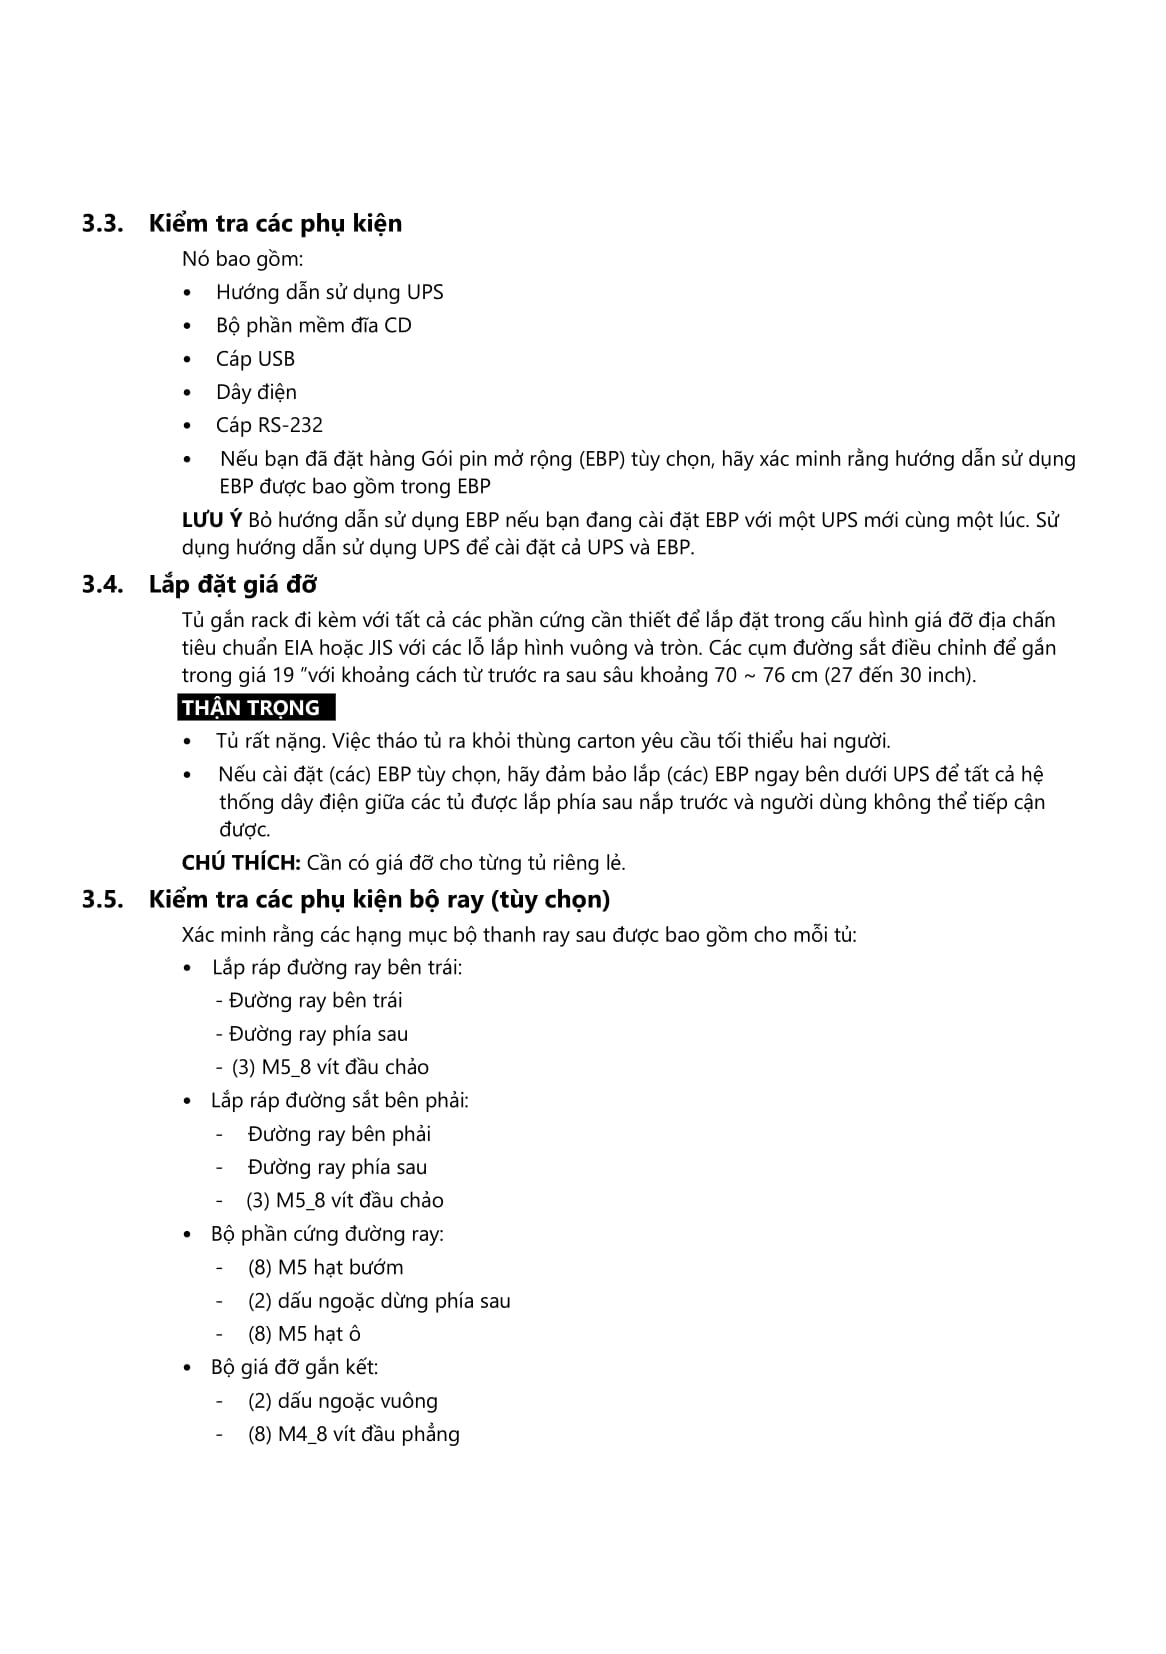 3.3. Kiểm tra các phụ kiện
Nó bao gồm:
• Hướng dẫn sử dụng UPS
• Bộ phần mềm đĩa CD
• Cáp USB
• Dây điện
• Cáp RS-232
• Nếu bạn đã đặt hàng Gói pin mở rộng (EBP) tùy chọn, hãy xác minh rằng hướng dẫn sử dụng
EBP được bao gồm trong EBP
LƯU Ý Bỏ hướng dẫn sử dụng EBP nếu bạn đang cài đặt EBP với một UPS mới cùng một lúc. Sử
dụng hướng dẫn sử dụng UPS để cài đặt cả UPS và EBP.
3.4. Lắp đặt giá đỡ
Tủ gắn rack đi kèm với tất cả các phần cứng cần thiết để lắp đặt trong cấu hình giá đỡ địa chấn
tiêu chuẩn EIA hoặc JIS với các lỗ lắp hình vuông và tròn. Các cụm đường sắt điều chỉnh để gắn
trong giá 19 ”với khoảng cách từ trước ra sau sâu khoảng 70 ~ 76 cm (27 đến 30 inch).
THẬN TRỌNG
• Tủ rất nặng. Việc tháo tủ ra khỏi thùng carton yêu cầu tối thiểu hai người.
• Nếu cài đặt (các) EBP tùy chọn, hãy đảm bảo lắp (các) EBP ngay bên dưới UPS để tất cả hệ
thống dây điện giữa các tủ được lắp phía sau nắp trước và người dùng không thể tiếp cận
được.
CHÚ THÍCH: Cần có giá đỡ cho từng tủ riêng lẻ.
3.5. Kiểm tra các phụ kiện bộ ray (tùy chọn)
Xác minh rằng các hạng mục bộ thanh ray sau được bao gồm cho mỗi tủ:
• Lắp ráp đường ray bên trái:
- Đường ray bên trái
- Đường ray phía sau
- (3) M5_8 vít đầu chảo
• Lắp ráp đường sắt bên phải:
- Đường ray bên phải
- Đường ray phía sau
- (3) M5_8 vít đầu chảo
• Bộ phần cứng đường ray:
- (8) M5 hạt bướm
- (2) dấu ngoặc dừng phía sau
- (8) M5 hạt ô
• Bộ giá đỡ gắn kết:
- (2) dấu ngoặc vuông
- (8) M4_8 vít đầu phẳng